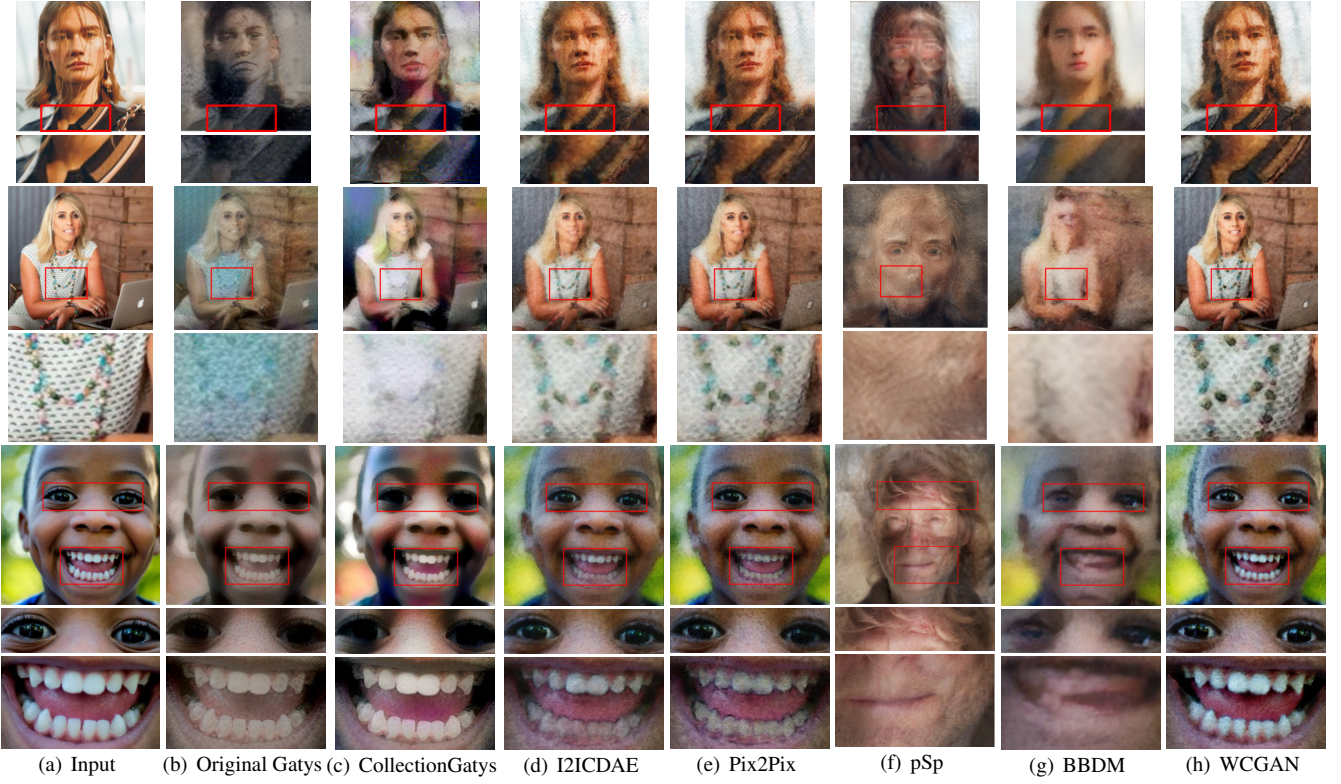 (a) Input
(b) Original Gatys
(c) CollectionGatys
(d) I2ICDAE
(e) Pix2Pix
(f) pSp
(g) BBDM
(h) WCGAN